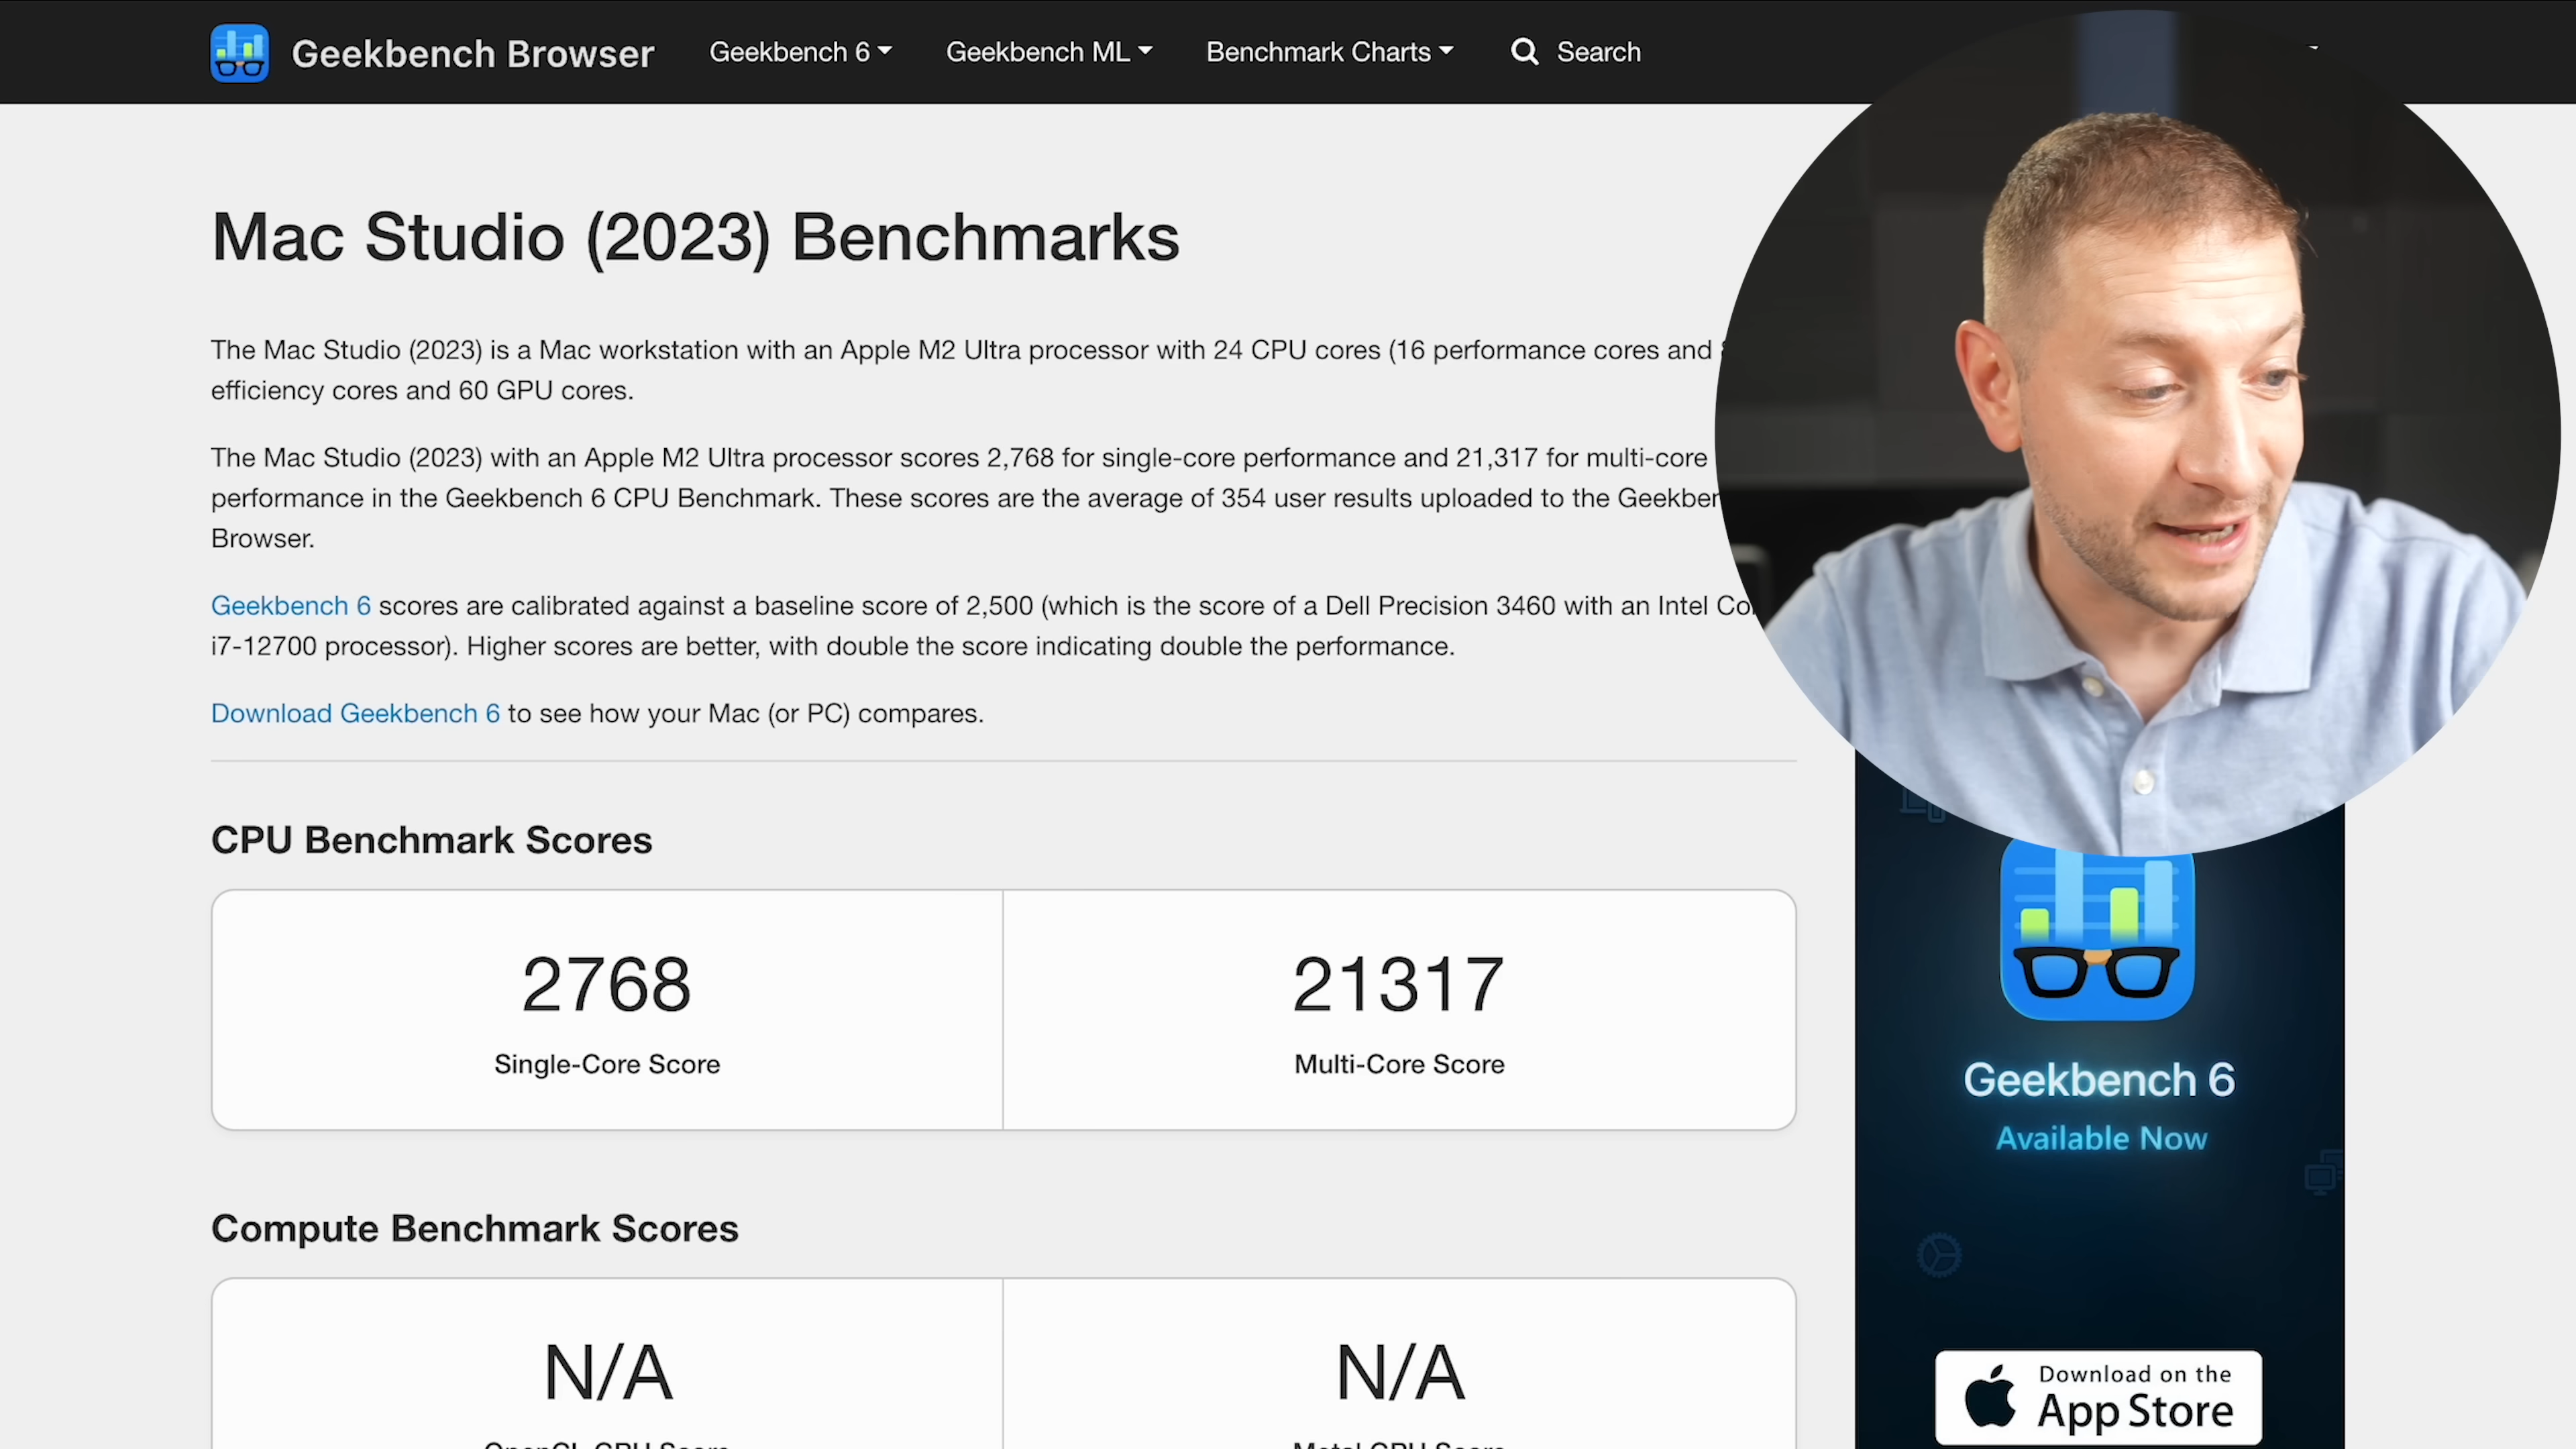 Geekbench Browser Geekbench 6 Geekbench ML Benchmark Charts Search
Mac Studio (2023) Benchmarks
The Mac Studio (2023) is a Mac workstation with an Apple M2 Ultra processor with 24 CPU cores (16 performance cores and
efficiency cores and 60 GPU cores.
The Mac Studio (2023) with an Apple M2 Ultra processor scores 2,768 for single-core performance and 21,317 for multi-core
performance in the Geekbench 6 CPU Benchmark. These scores are the average of 354 user results uploaded to the
Browser.
Geekbench 6 scores are calibrated against a baseline score of 2,500 (which is the score of a Dell Precision 3460 with an Intel
i7-12700 processor). Higher scores are better, with double the score indicating double the performance.
Download Geekbench 6 to see how your Mac (or PC) compares.
CPU Benchmark Scores
2768
Single-Core Score
21317
Multi-Core Score
Compute Benchmark Scores
N/A
N/A
Geekbench 6
Available Now
Download on the
App Store